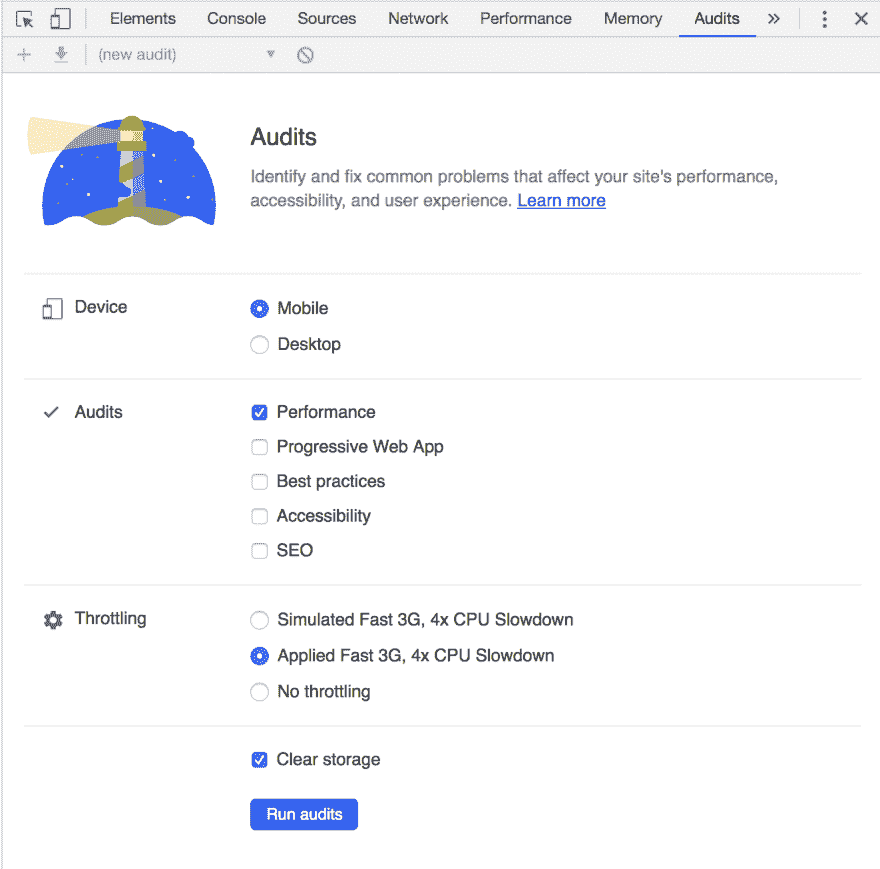 Elements Console Sources Network Performance Memory Audits »
(new audit)
Audits
Identify and fix common problems that affect your site's performance,
accessibility, and user experience. Learn more
Device
Mobile
Desktop
Audits
Performance
Progressive Web App
Best practices
Accessibility
SEO
Throttling
Simulated Fast 3G, 4x CPU Slowdown
Applied Fast 3G, 4x CPU Slowdown
No throttling
Clear storage
Run audits